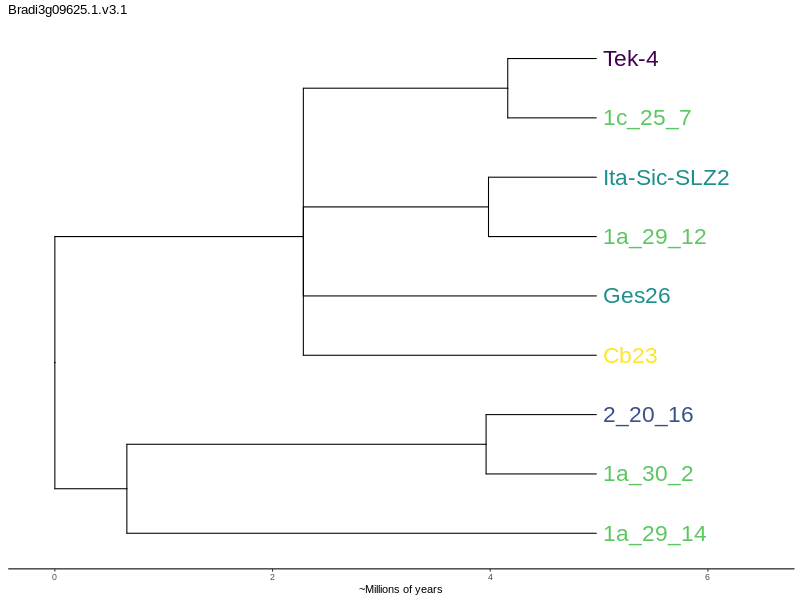 Bradi3g09625.1.v3.1
Tek-4
1c_25_7
Ita-Sic-SLZ2
1a_29_12
Ges26
Cb23
2_20_16
1a_30_2
1a_29_14
0 2 4 6
~Millions of years